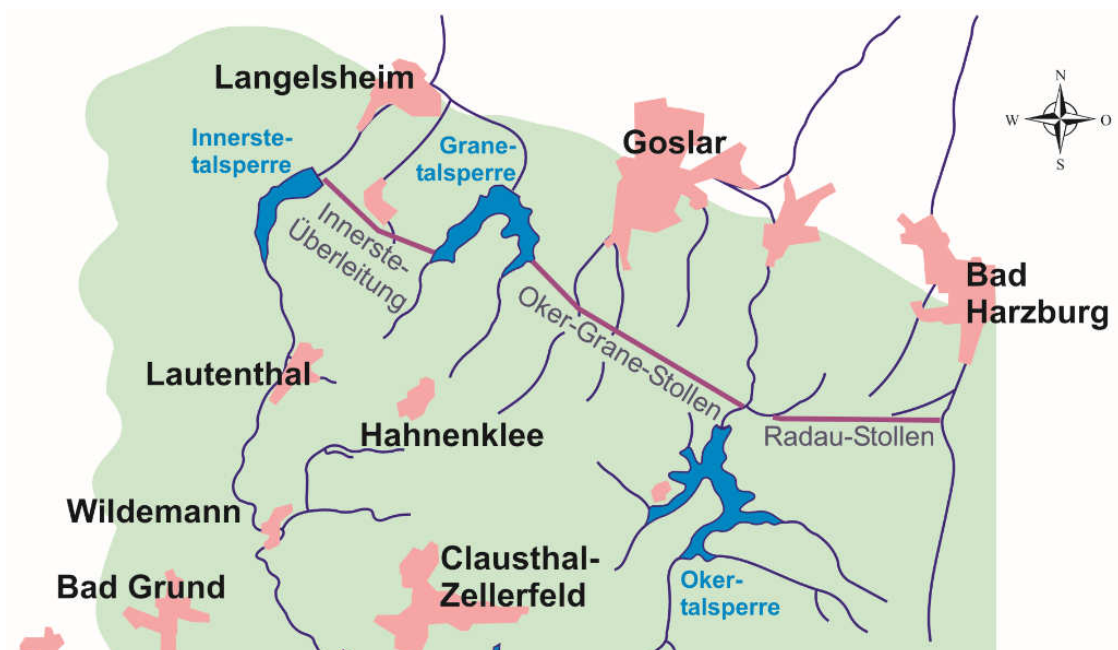 Langelsheim
Innerste-
talsperre
Grane-
talsperre
Goslar
N
W
O
S
Innerste-
Überleitung
Bad
Harzburg
Oker-Grane-Stollen
Lautenthal
Hahnenklee
Radau-Stollen
Wildemann
Clausthal-
Zellerfeld
Bad Grund
Oker-
talsperre